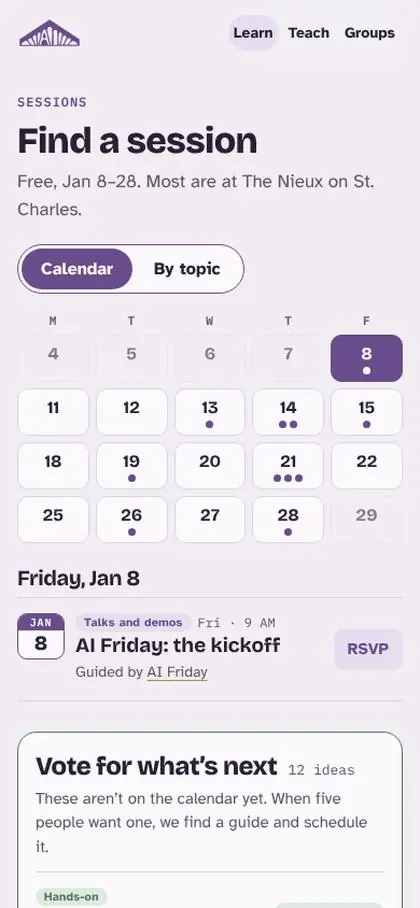 Learn Teach Groups
SESSIONS
Find a session
Free, Jan 8–28. Most are at The Nieux on St.
Charles.
Calendar By topic
M T W T F
4 5 6 7 8
11 12 13 14 15
18 19 20 21 22
25 26 27 28 29
Friday, Jan 8
JAN
8
Talks and demos Fri · 9 AM
AI Friday: the kickoff
Guided by AI Friday
RSVP
Vote for what’s next 12 ideas
These aren’t on the calendar yet. When five
people want one, we find a guide and schedule
it.
Hands-on